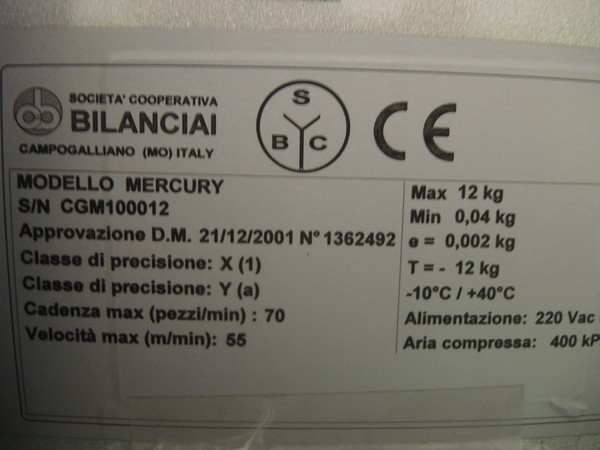 SOCIETA' COOPERATIVA
BILANCIAI
CAMPOGALLIANO (MO) ITALY
S
B C
CE
MODELLO MERCURY
S/N CGM100012
Approvazione D.M. 21/12/2001 N° 1362492
Classe di precisione: X (1)
Classe di precisione: Y (a)
Cadenza max (pezzi/min) : 70
Velocità max (m/min): 55
Max 12 kg
Min 0,04 kg
e = 0,002 kg
T = - 12 kg
-10°C / +40°C
Alimentazione: 220 Vac
Aria compressa: 400 kP